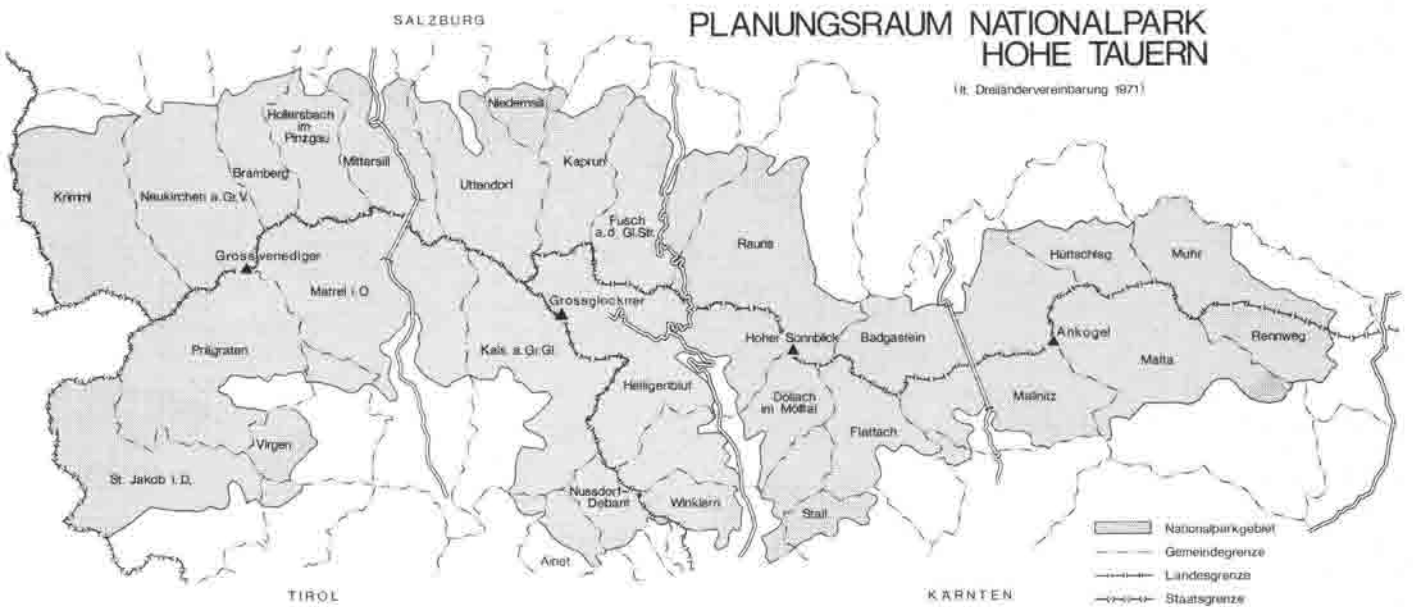 SALZBURG
PLANUNGSRAUM NATIONALPARK
HOHE TAUERN
(lt. Dreiländervereinbarung 1971)
Niedernsill
Hollersbach
im
Pinzgau
Mittersill
Kaprun
Bramberg
Uttendorf
Krimml
Neukirchen a. Gr. V.
Fusch
a. d. Gl. Str.
Rauris
Hüttschlag
Muhr
Grossvenediger
Matrei i. O
Grossglockner
Hoher Sonnblick
Badgastein
Ankogel
Rennweg
Prägraten
Kals. a. Gr. Gl.
Malta
Heiligenblut
Mallnitz
Döllach
im Mölltal
Flattach
Virgen
St. Jakob i. D.
Nussdorf-
Debant
Winklern
Stall
Ainet
Nationalparkgebiet
Gemeindegrenze
Landesgrenze
Staatsgrenze
TIROL
KÄRNTEN